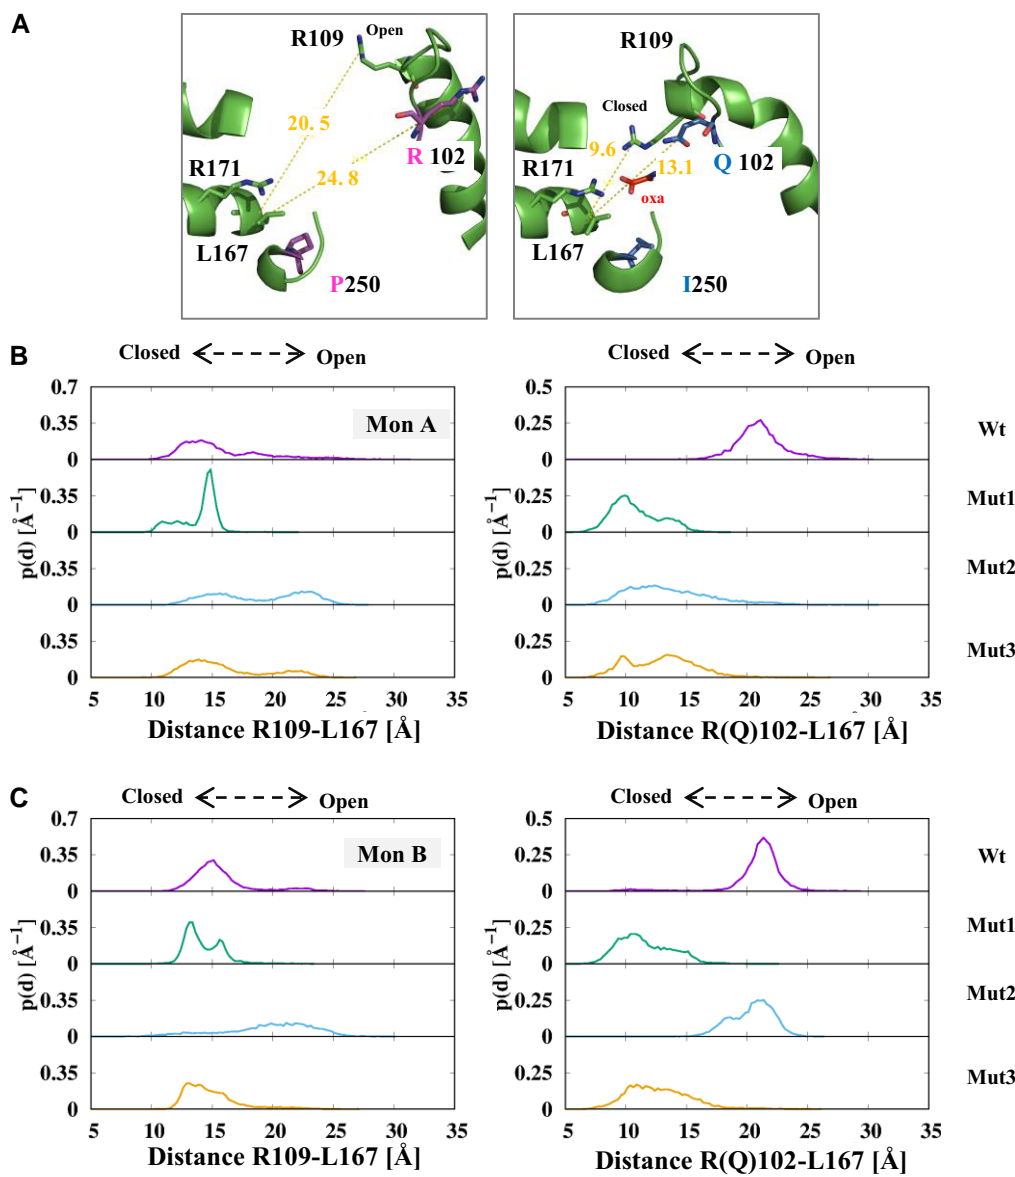 A
R109
Open
20. 5
R171
24. 8
R 102
L167
P250
R109
Closed
9.6
R171
13.1
Q 102
oxa
L167
I250
B
Closed
Open
Closed
Open
0.7
0.35
0
0.35
0
0.35
0
0.35
0
Mon A
p(d) [Å⁻¹]
5 10 15 20 25 30 35
Distance R109-L167 [Å]
0.5
0.25
0
0.25
0
0.25
0
0.25
0
p(d) [Å⁻¹]
5 10 15 20 25 30 35
Distance R(Q)102-L167 [Å]
Wt
Mut1
Mut2
Mut3
C
Closed
Open
Closed
Open
0.7
0.35
0
0.35
0
0.35
0
0.35
0
Mon B
p(d) [Å⁻¹]
5 10 15 20 25 30 35
Distance R109-L167 [Å]
0.5
0.25
0
0.25
0
0.25
0
0.25
0
p(d) [Å⁻¹]
5 10 15 20 25 30 35
Distance R(Q)102-L167 [Å]
Wt
Mut1
Mut2
Mut3